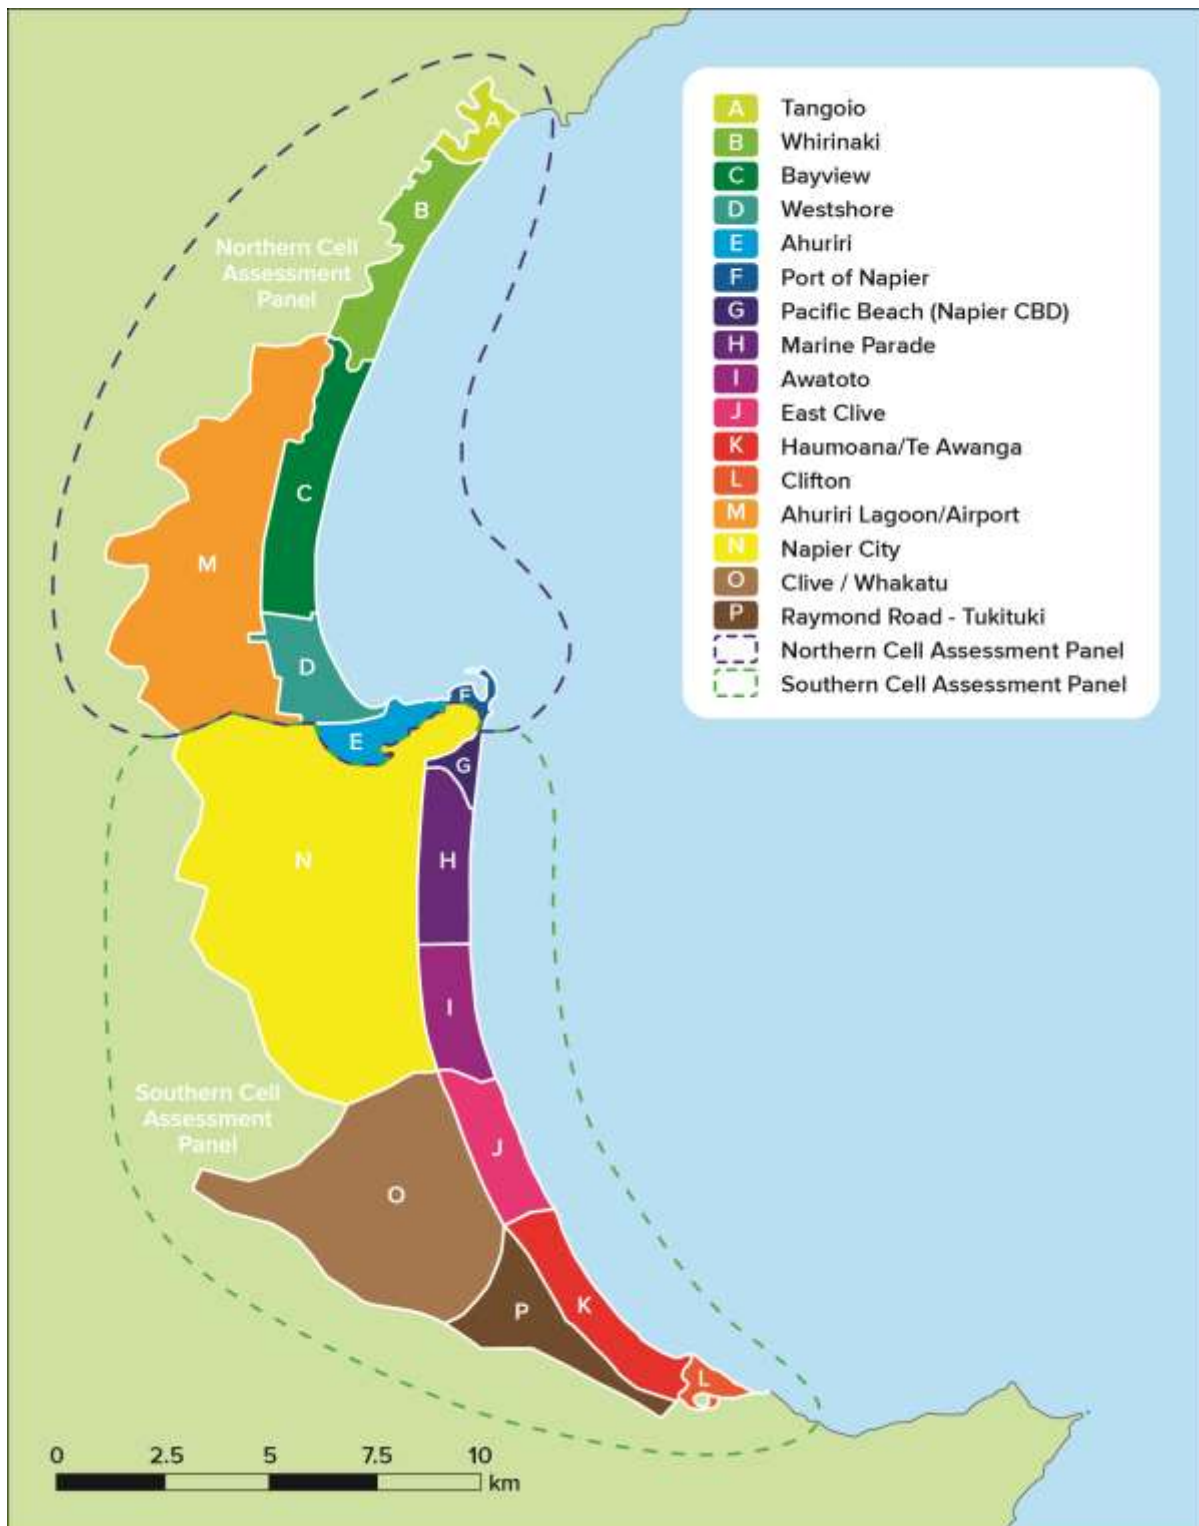 A Tangoio
B Whirinaki
C Bayview
D Westshore
E Ahuriri
F Port of Napier
G Pacific Beach (Napier CBD)
H Marine Parade
I Awatoto
J East Clive
K Haumoana/Te Awanga
L Clifton
M Ahuriri Lagoon/Airport
N Napier City
O Clive / Whakatu
P Raymond Road - Tukituki
Northern Cell Assessment Panel
Southern Cell Assessment Panel
A
B
Northern Cell
Assessment
Panel
C
M
D
F
E
G
N
H
I
Southern Cell
Assessment
Panel
J
O
K
P
L
0 2.5 5 7.5 10
km